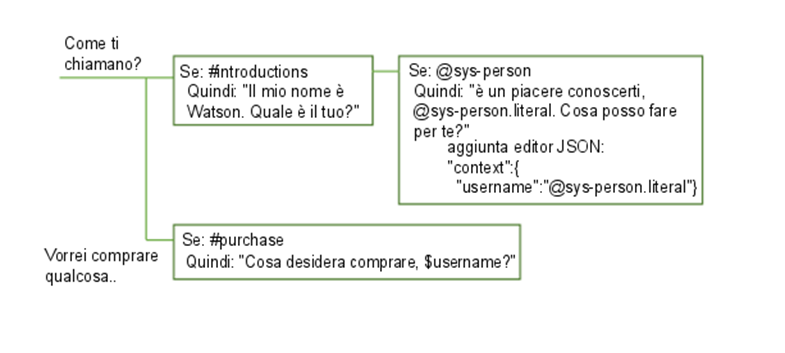 Come ti
chiamano?
Se: #introductions
Quindi: "Il mio nome è
Watson. Quale è il tuo?"
Se: @sys-person
Quindi: "è un piacere conoscerti,
@sys-person.literal. Cosa posso fare
per te?"
aggiunta editor JSON:
"context":{
"username":"@sys-person.literal"}
Vorrei comprare
qualcosa..
Se: #purchase
Quindi: "Cosa desidera comprare, $username?"